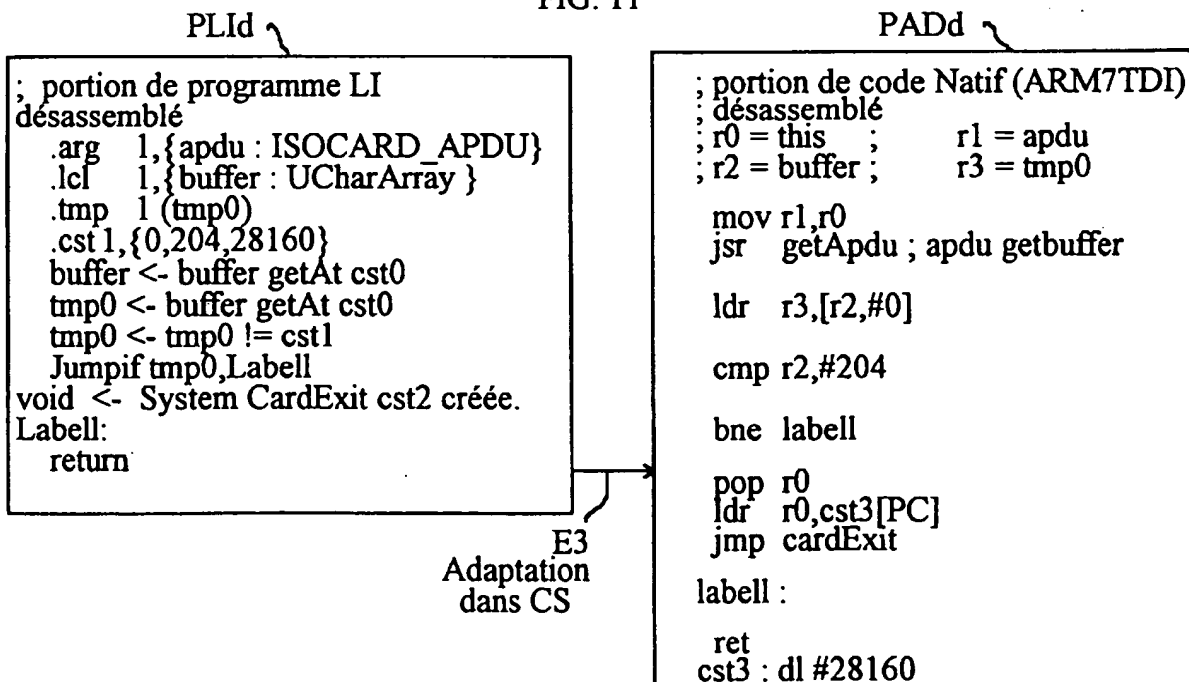 FIG. 11
PLId
; portion de programme LI
désassemblé
.arg 1,{apdu : ISOCARD_APDU}
.lcl 1,{buffer : UCharArray }
.tmp 1 (tmp0)
.cst 1,{0,204,28160}
buffer <- buffer getAt cst0
tmp0 <- buffer getAt cst0
tmp0 <- tmp0 != cst1
Jumpif tmp0,Labell
void <- System CardExit cst2 créée.
Labell:
return
E3
Adaptation
dans CS
PADd
; portion de code Natif (ARM7TDI)
; désassemblé
; r0 = this ; r1 = apdu
; r2 = buffer ; r3 = tmp0
mov r1,r0
jsr getApdu ; apdu getbuffer
ldr r3,[r2,#0]
cmp r2,#204
bne labell
pop r0
ldr r0,cst3[PC]
jmp cardExit
labell :
ret
cst3 : dl #28160